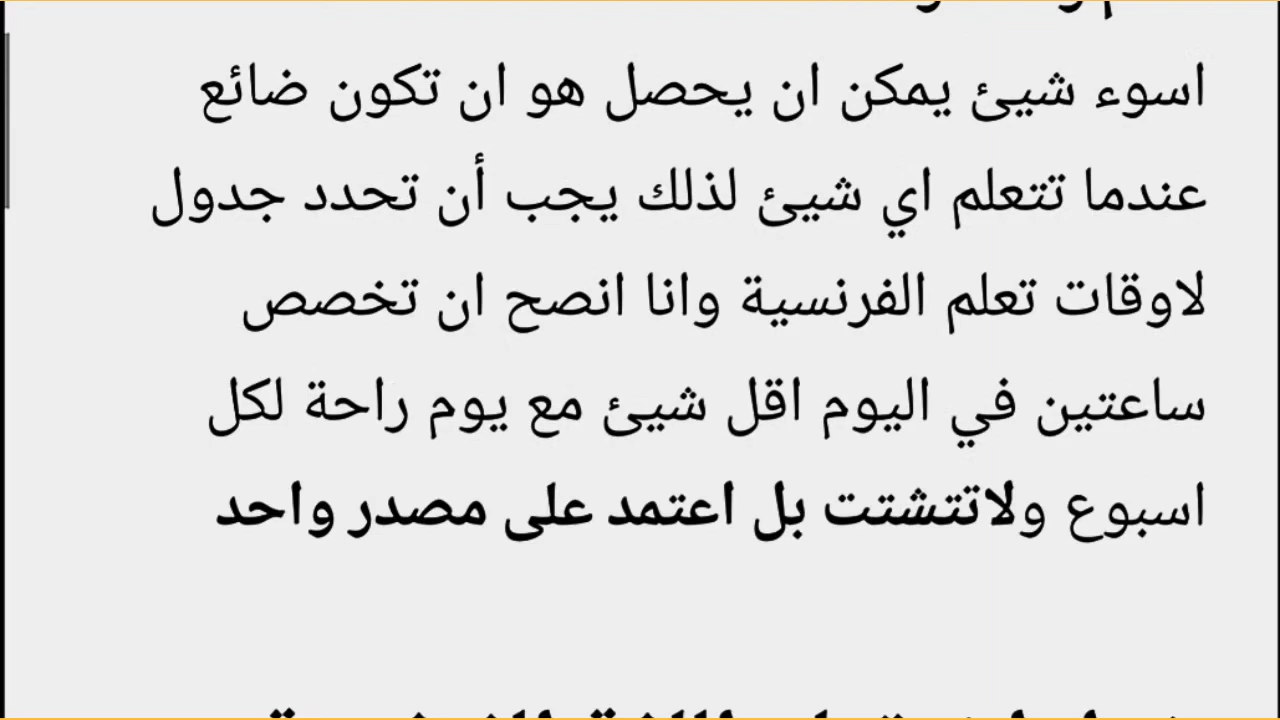 اسوء شيئ يمكن ان يحصل هو ان تكون ضائع
عندما تتعلم اي شيئ لذلك يجب أن تحدد جدول
لاوقات تعلم الفرنسية وانا انصح ان تخصص
ساعتين في اليوم اقل شيئ مع يوم راحة لكل
اسبوع ولاتتشتت بل اعتمد على مصدر واحد